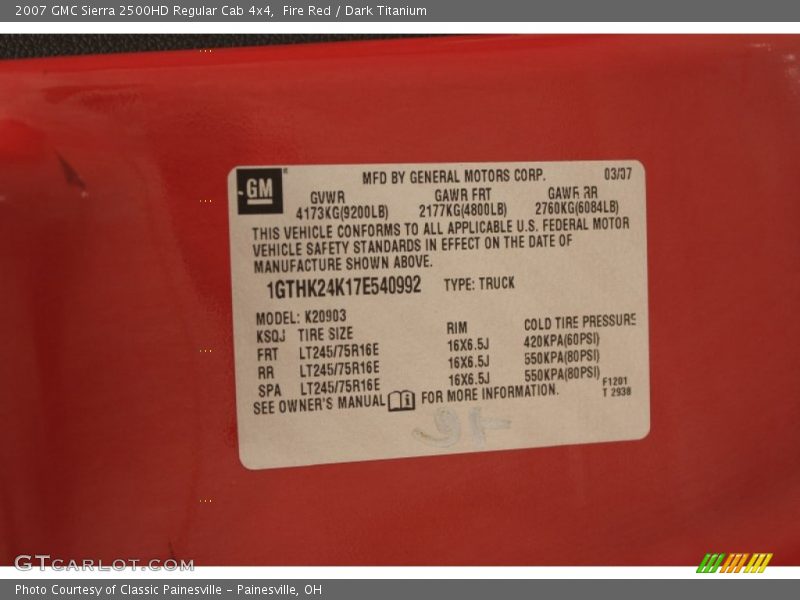 2007 GMC Sierra 2500HD Regular Cab 4x4, Fire Red / Dark Titanium
GM
MFD BY GENERAL MOTORS CORP. 03/07
GVWR GAWR FRT GAWR RR
4173KG(9200LB) 2177KG(4800LB) 2760KG(6084LB)
THIS VEHICLE CONFORMS TO ALL APPLICABLE U.S. FEDERAL MOTOR
VEHICLE SAFETY STANDARDS IN EFFECT ON THE DATE OF
MANUFACTURE SHOWN ABOVE.
1GTHK24K17E540992 TYPE: TRUCK
MODEL: K20903
KSQJ TIRE SIZE RIM COLD TIRE PRESSURE
FRT LT245/75R16E 16X6.5J 420KPA(60PSI)
RR LT245/75R16E 16X6.5J 550KPA(80PSI)
SPA LT245/75R16E 16X6.5J 550KPA(80PSI)
SEE OWNER'S MANUAL FOR MORE INFORMATION.
F1201
T 2938
GTCARLOT.COM
Photo Courtesy of Classic Painesville – Painesville, OH